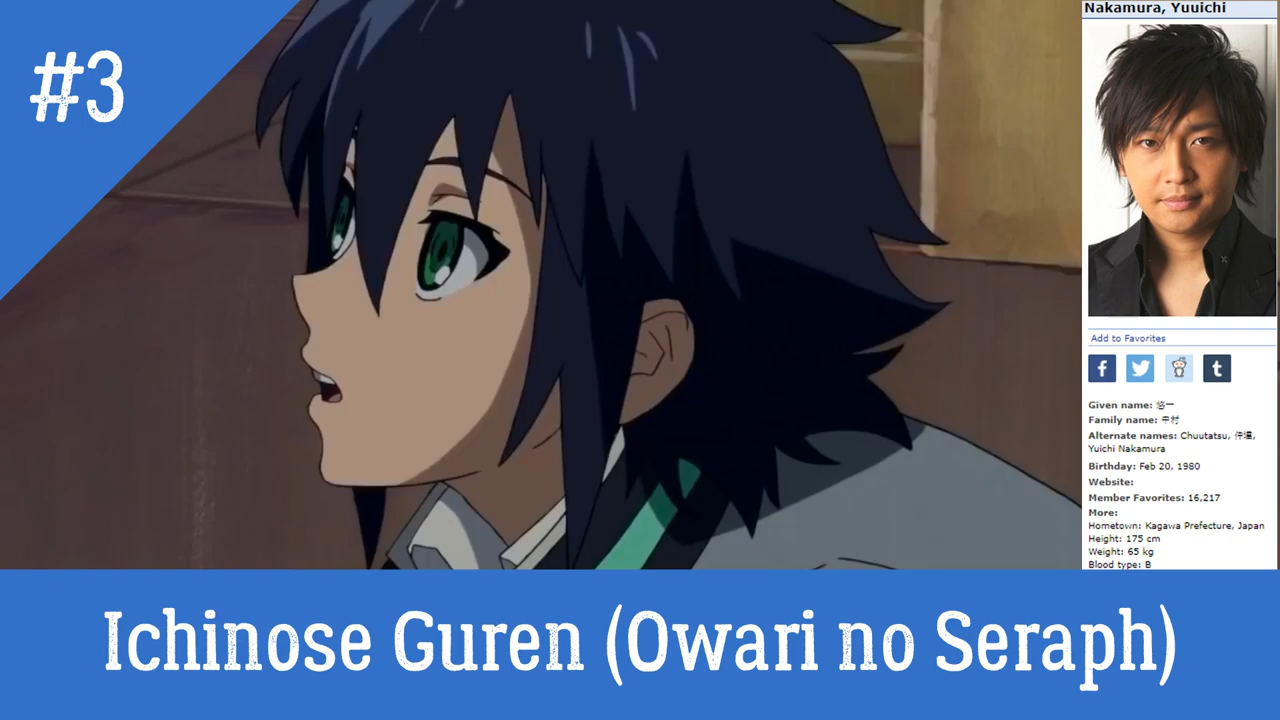 #3
Nakamura, Yuuichi
Add to Favorites
f
t
Given name: 悠一
Family name: 中村
Alternate names: Chuutatsu,
Yuichi Nakamura
Birthday: Feb 20, 1980
Website:
Member Favorites: 16,217
More:
Hometown: Kagawa Prefecture, Japan
Height: 175 cm
Weight: 65 kg
Blood type: B
Ichinose Guren (Owari no Seraph)